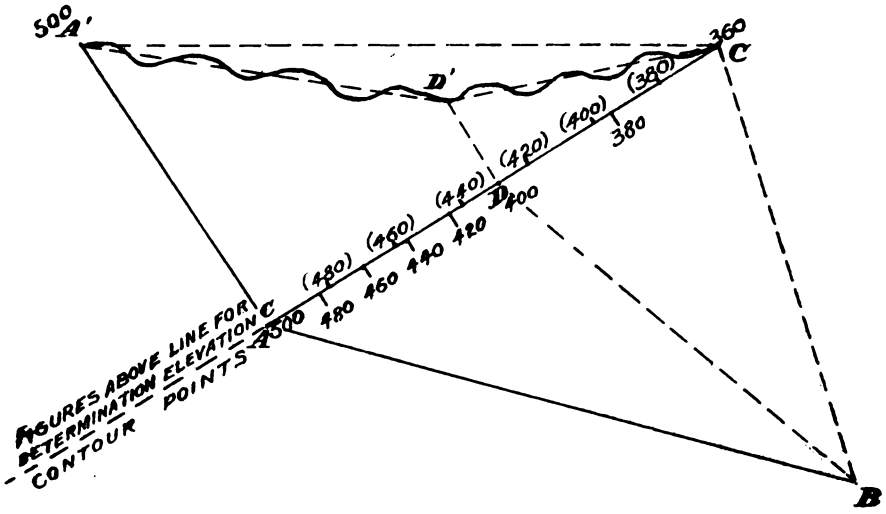 500
A'
360
C
D'
(380)
(400)
380
(420)
(440)
D
400
(460)
420
440
(480)
460
480
C
A 500
FIGURES ABOVE LINE FOR
DETERMINATION ELEVATION
CONTOUR POINTS
B